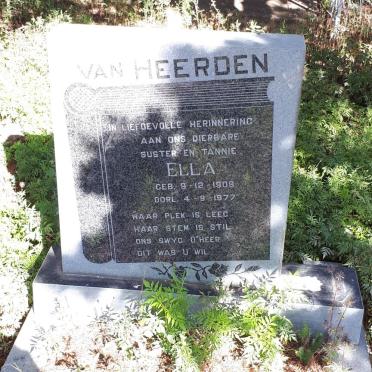 VAN HEERDEN
IN LIEFDEVOLLE HERINNERING
AAN ONS DIERBARE
SUSTER EN TANNIE
ELLA
GEB. 9-12-1908
OORL. 4-9-1977
HAAR PLEK IS LEEG
HAAR STEM IS STIL
ONS SWYG O'HEER
DIT WAS U WIL